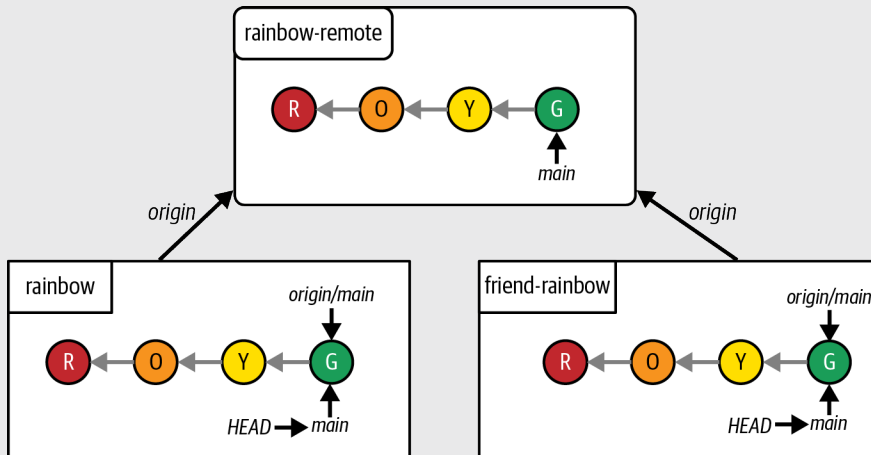 rainbow-remote
R O Y G
main
origin origin
rainbow
origin/main
R O Y G
HEAD main
friend-rainbow
origin/main
R O Y G
HEAD main